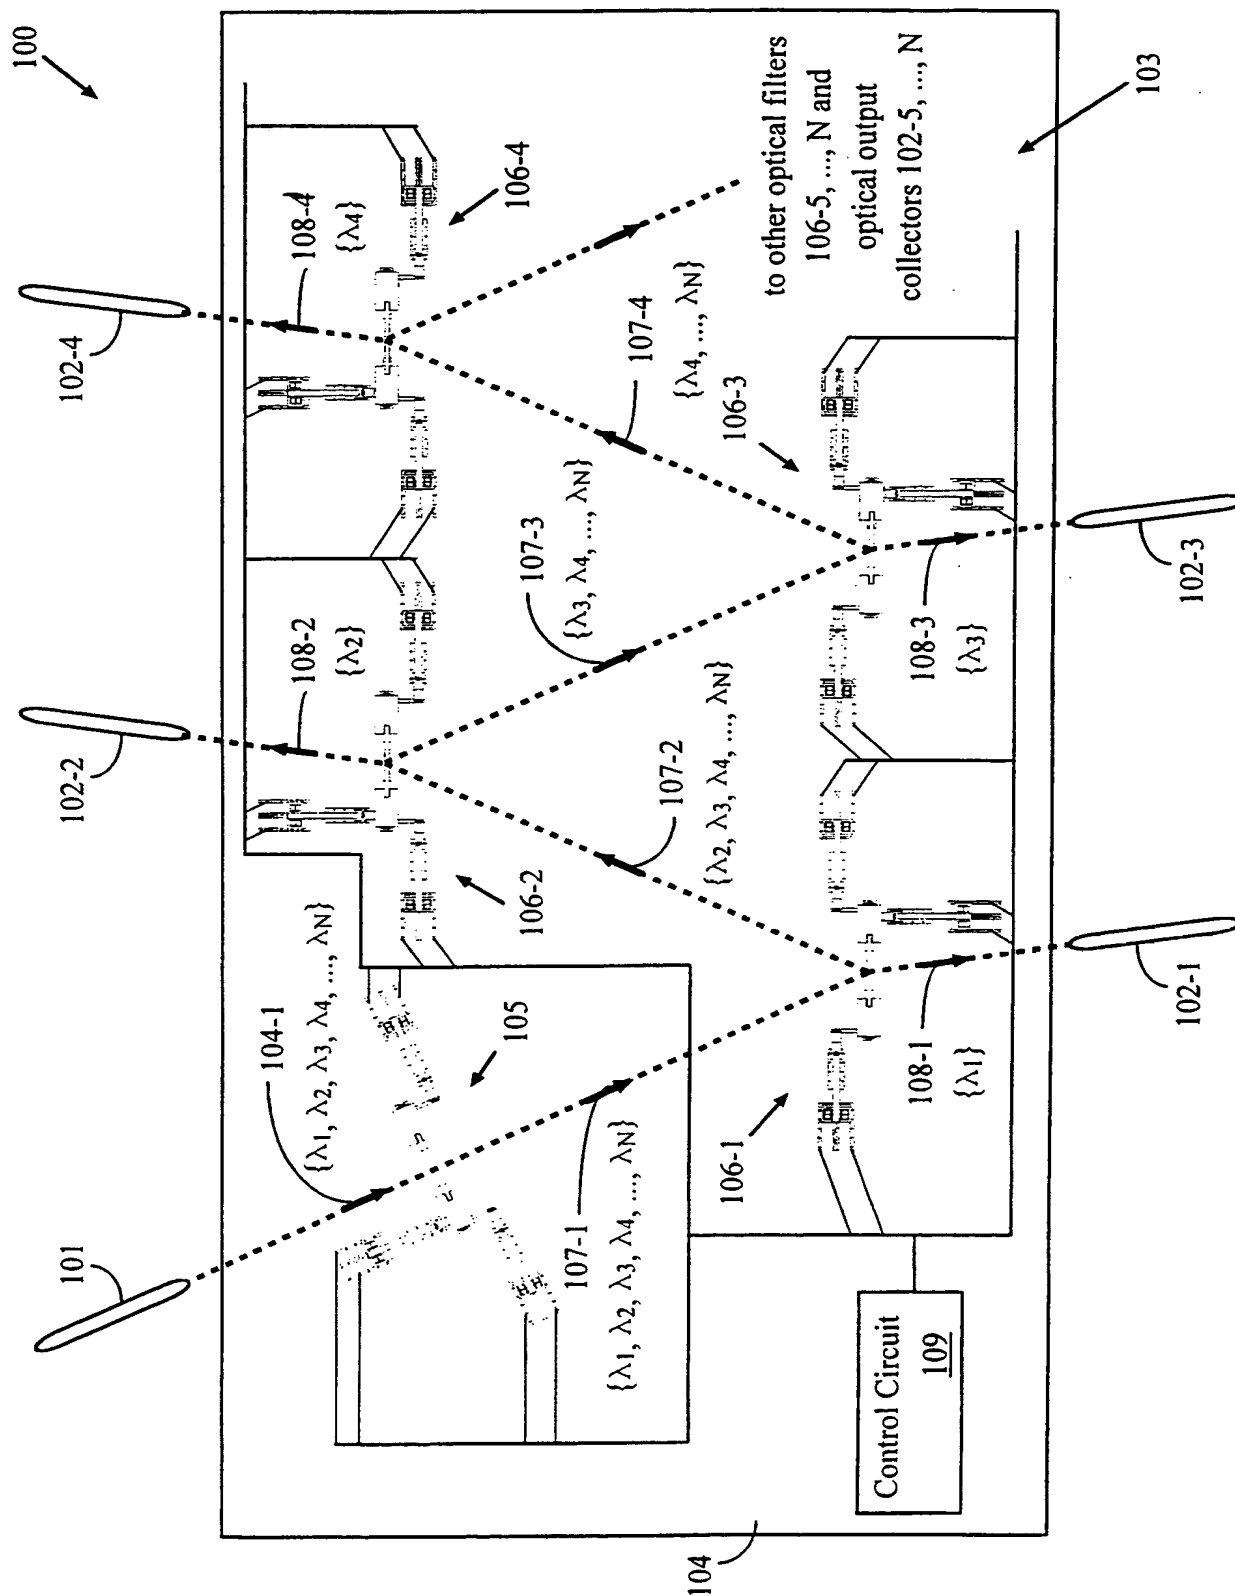 100
101
104-1
{λ1, λ2, λ3, λ4, ..., λN}
102-2
108-2
{λ2}
102-4
108-4
{λ4}
105
106-2
107-3
{λ3, λ4, ..., λN}
106-4
107-1
{λ1, λ2, λ3, λ4, ..., λN}
107-2
{λ2, λ3, λ4, ..., λN}
107-4
{λ4, ..., λN}
to other optical filters
106-5, ..., N and
optical output
collectors 102-5, ..., N
106-1
106-3
108-1
{λ1}
108-3
{λ3}
Control Circuit
109
102-1
102-3
103
104